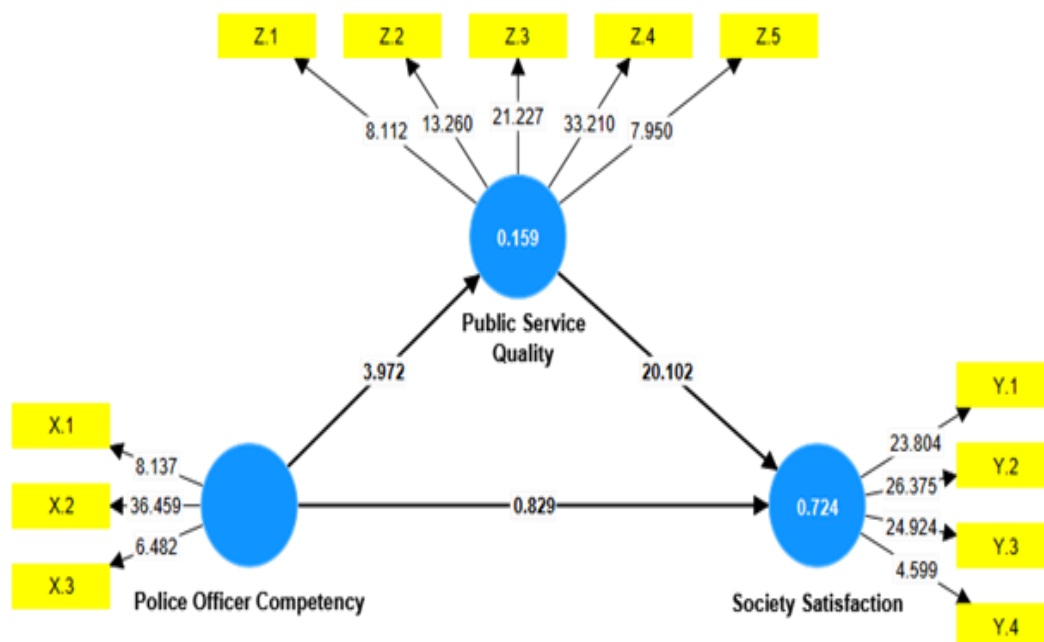 Z.1 Z.2 Z.3 Z.4 Z.5
8.112 13.260 21.227 33.210 7.950
0.159
Public Service
Quality
3.972 20.102
X.1
8.137
X.2
36.459
X.3
6.482
Police Officer Competency
0.829
0.724
Society Satisfaction
Y.1
23.804
Y.2
26.375
Y.3
24.924
Y.4
4.599